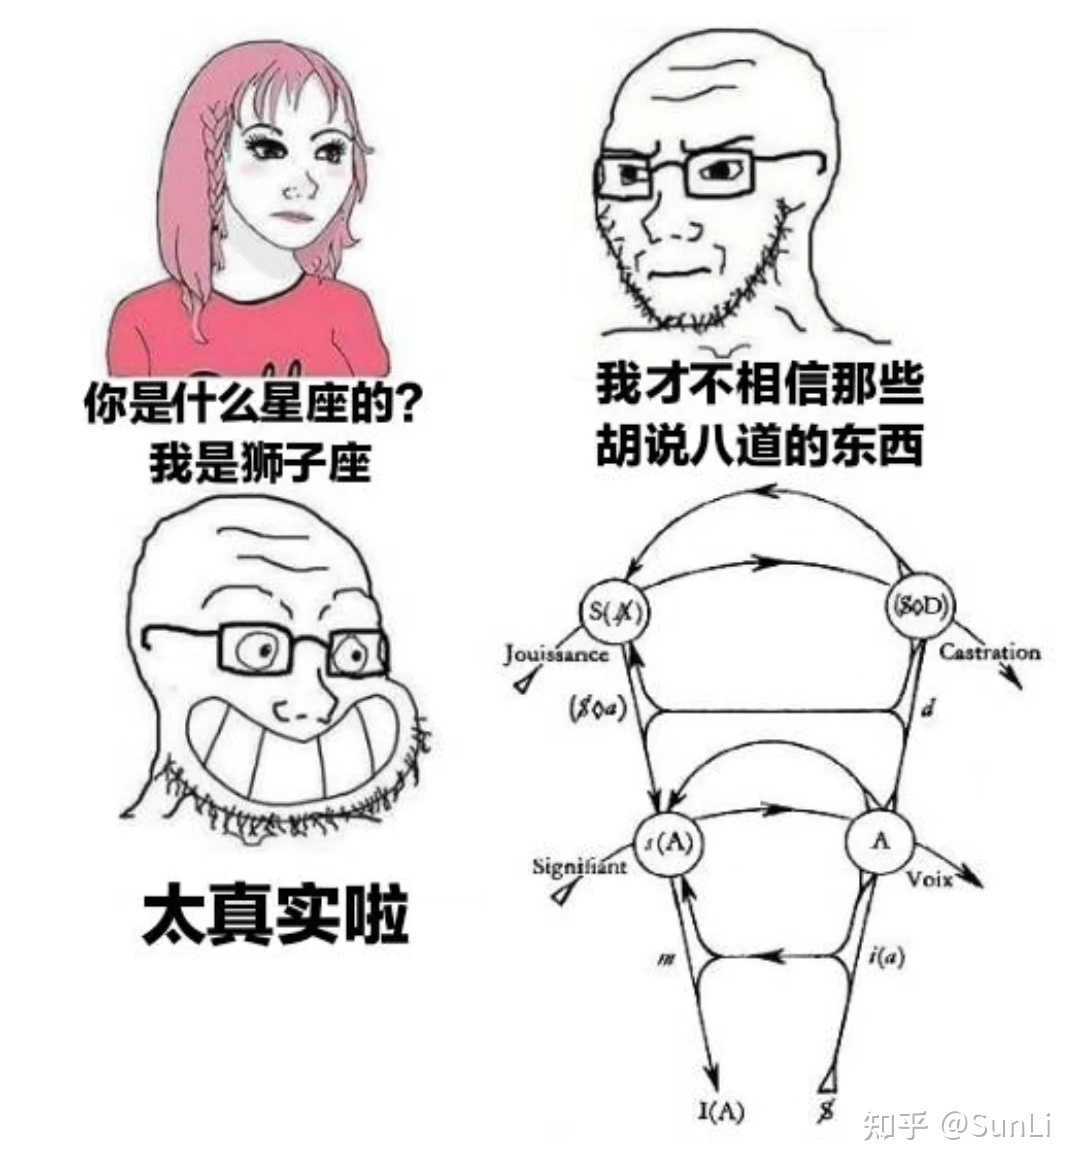 你是什么星座的?
我是狮子座
我才不相信那些
胡说八道的东西
太真实啦
S(Ⱥ)
($◊D)
Jouissance
Castration
($◊a)
d
s(A)
A
Signifiant
Voix
m
i(a)
I(A)
$
知乎 @SunLi